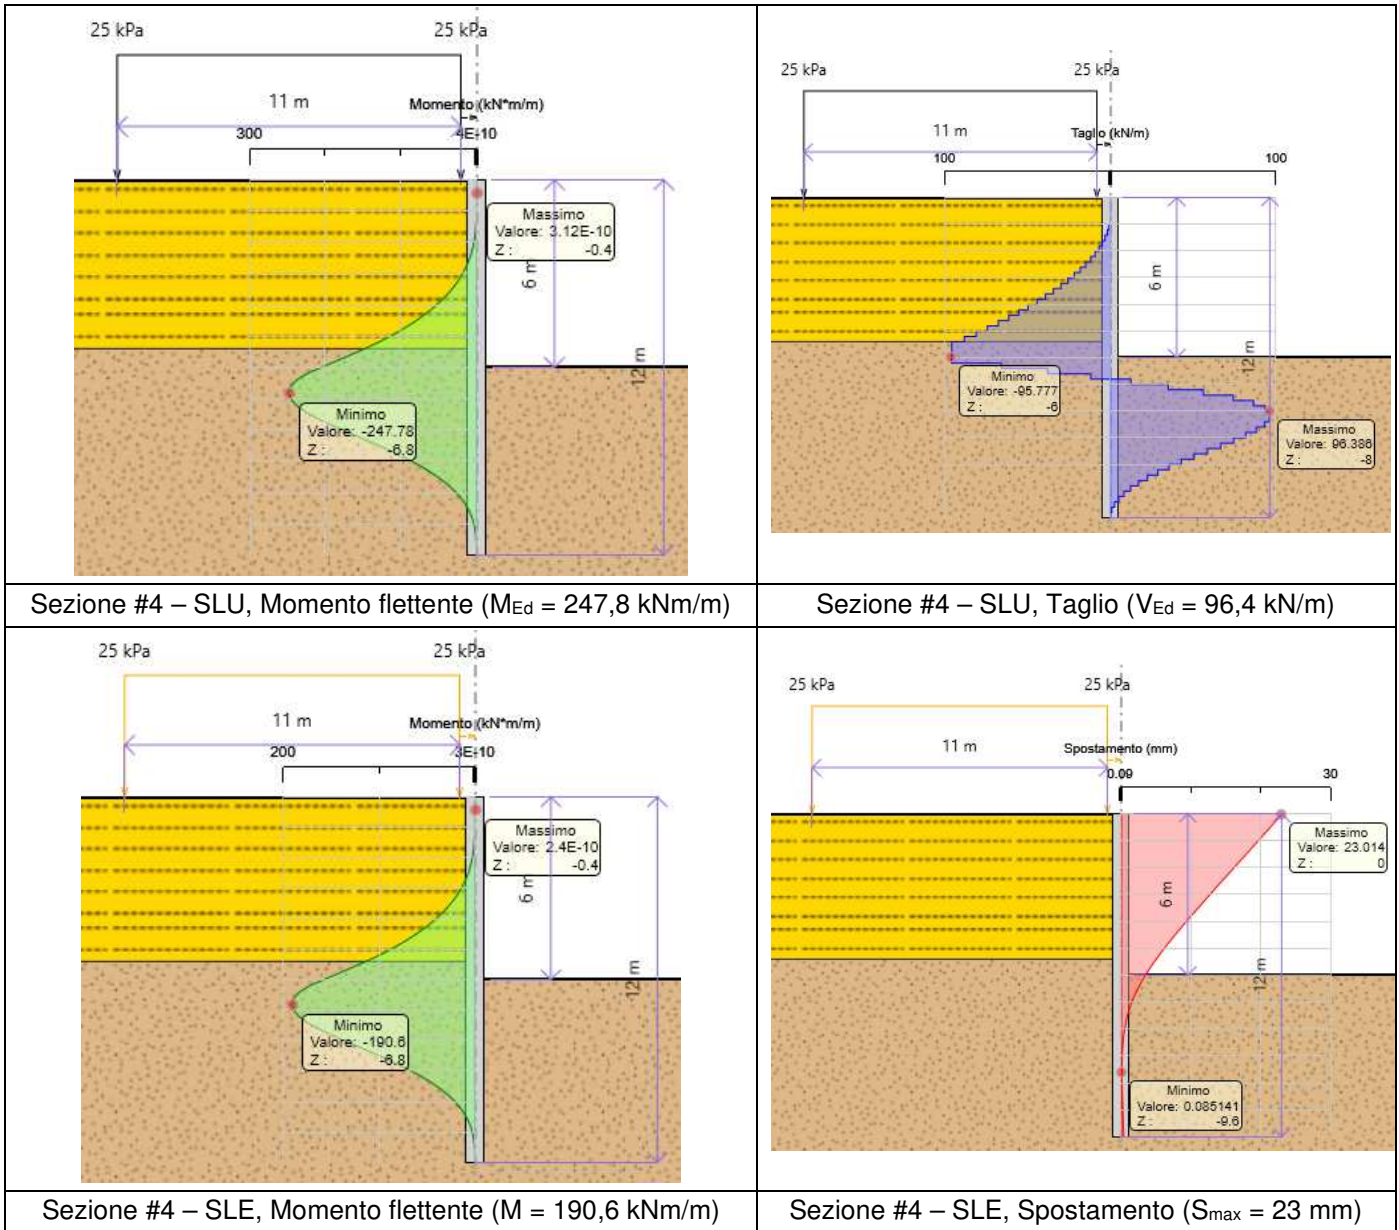 25 kPa
25 kPa
11 m
Momento (kN*m/m)
300
4E-10
Massimo
Valore: 3.12E-10
Z : -0.4
6 m
12 m
Minimo
Valore: -247.78
Z : -6.8
Sezione #4 – SLU, Momento flettente (MEd = 247,8 kNm/m)
25 kPa
25 kPa
11 m
Taglio (kN/m)
100
100
6 m
12 m
Minimo
Valore: -95.777
Z : -6
Massimo
Valore: 96.386
Z : -8
Sezione #4 – SLU, Taglio (VEd = 96,4 kN/m)
25 kPa
25 kPa
11 m
Momento (kN*m/m)
200
3E-10
Massimo
Valore: 2.4E-10
Z : -0.4
6 m
12 m
Minimo
Valore: -190.6
Z : -6.8
Sezione #4 – SLE, Momento flettente (M = 190,6 kNm/m)
25 kPa
25 kPa
11 m
Spostamento (mm)
0.09
30
Massimo
Valore: 23.014
Z : 0
6 m
12 m
Minimo
Valore: 0.085141
Z : -9.6
Sezione #4 – SLE, Spostamento (Smax = 23 mm)